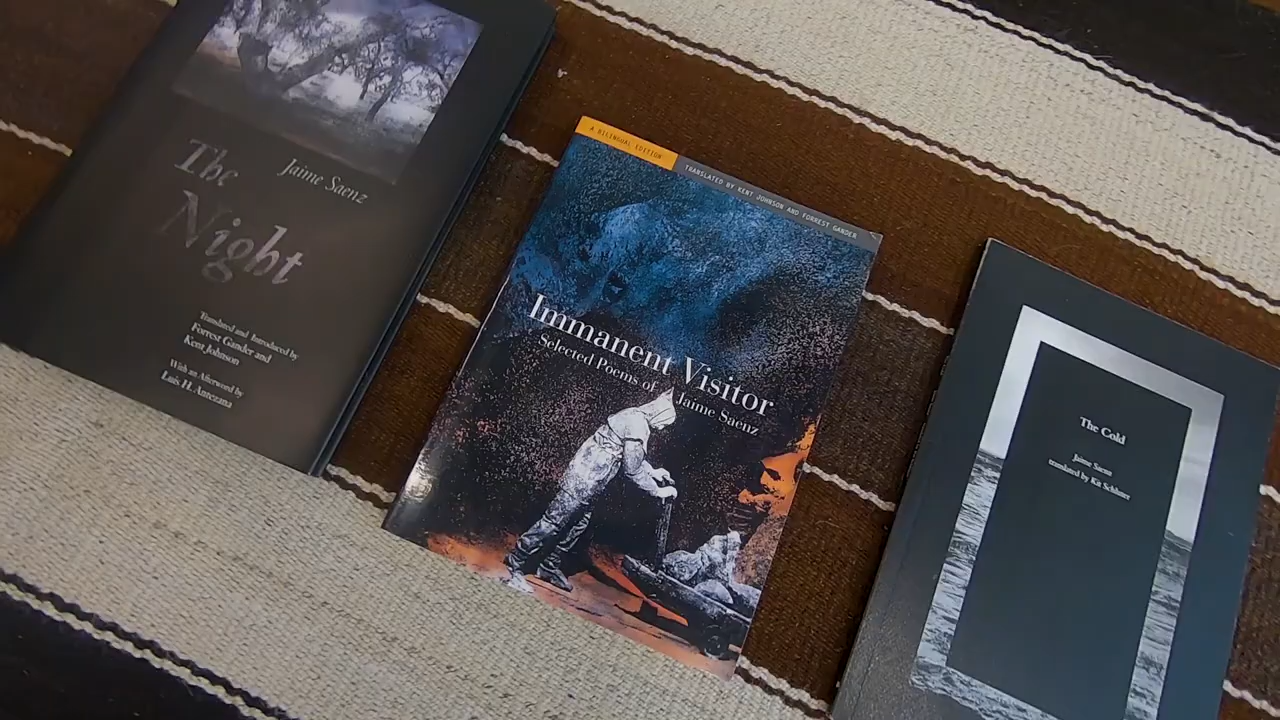 The
Jaime Saenz
Night
Translated and Introduced by
Forrest Gander and
Kent Johnson
With an Afterword by
Luis H. Antezana
A BILINGUAL EDITION
TRANSLATED BY KENT JOHNSON AND FORREST GANDER
Immanent Visitor
Selected Poems of
Jaime Saenz
The Cold
Jaime Saenz
translated by Kit Schluter